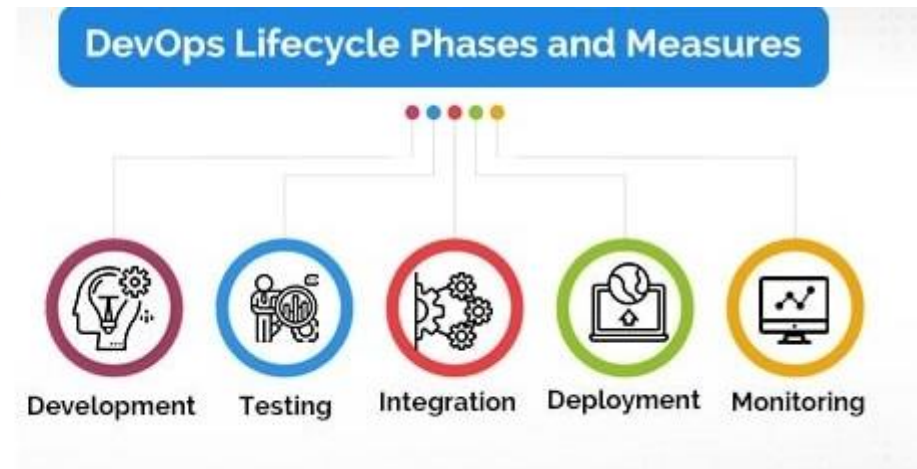 DevOps Lifecycle Phases and Measures
Development
Testing
Integration
Deployment
Monitoring